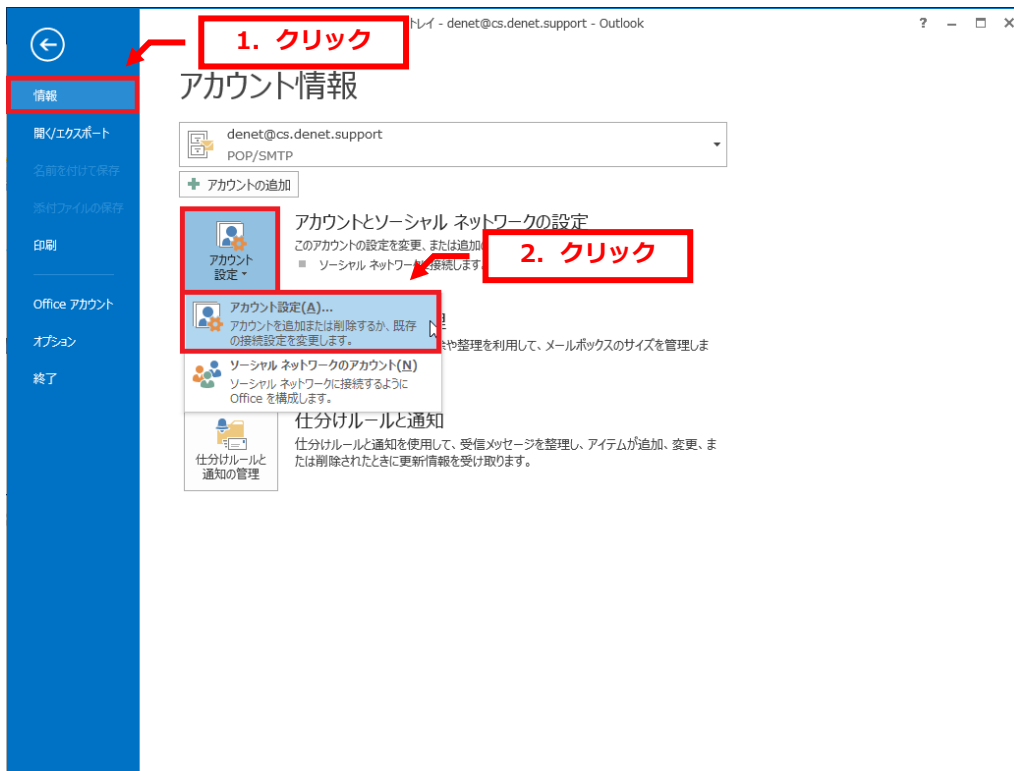 トレイ - denet@cs.denet.support - Outlook
?
1. クリック
情報
開く/エクスポート
名前を付けて保存
添付ファイルの保存
印刷
Office アカウント
オプション
終了
アカウント情報
denet@cs.denet.support
POP/SMTP
アカウントの追加
アカウント
設定
アカウントとソーシャル ネットワークの設定
このアカウントの設定を変更、または追加
ソーシャル ネットワーク 接続します。
2. クリック
アカウント設定(A)...
アカウントを追加または削除するか、既存
の接続設定を変更します。
ソーシャル ネットワークのアカウント(N)
ソーシャル ネットワークに接続するように
Office を構成します。
や整理を利用して、メールボックスのサイズを管理しま
仕分けルールと
通知の管理
仕分けルールと通知
仕分けルールと通知を使用して、受信メッセージを整理し、アイテムが追加、変更、ま
たは削除されたときに更新情報を受け取ります。